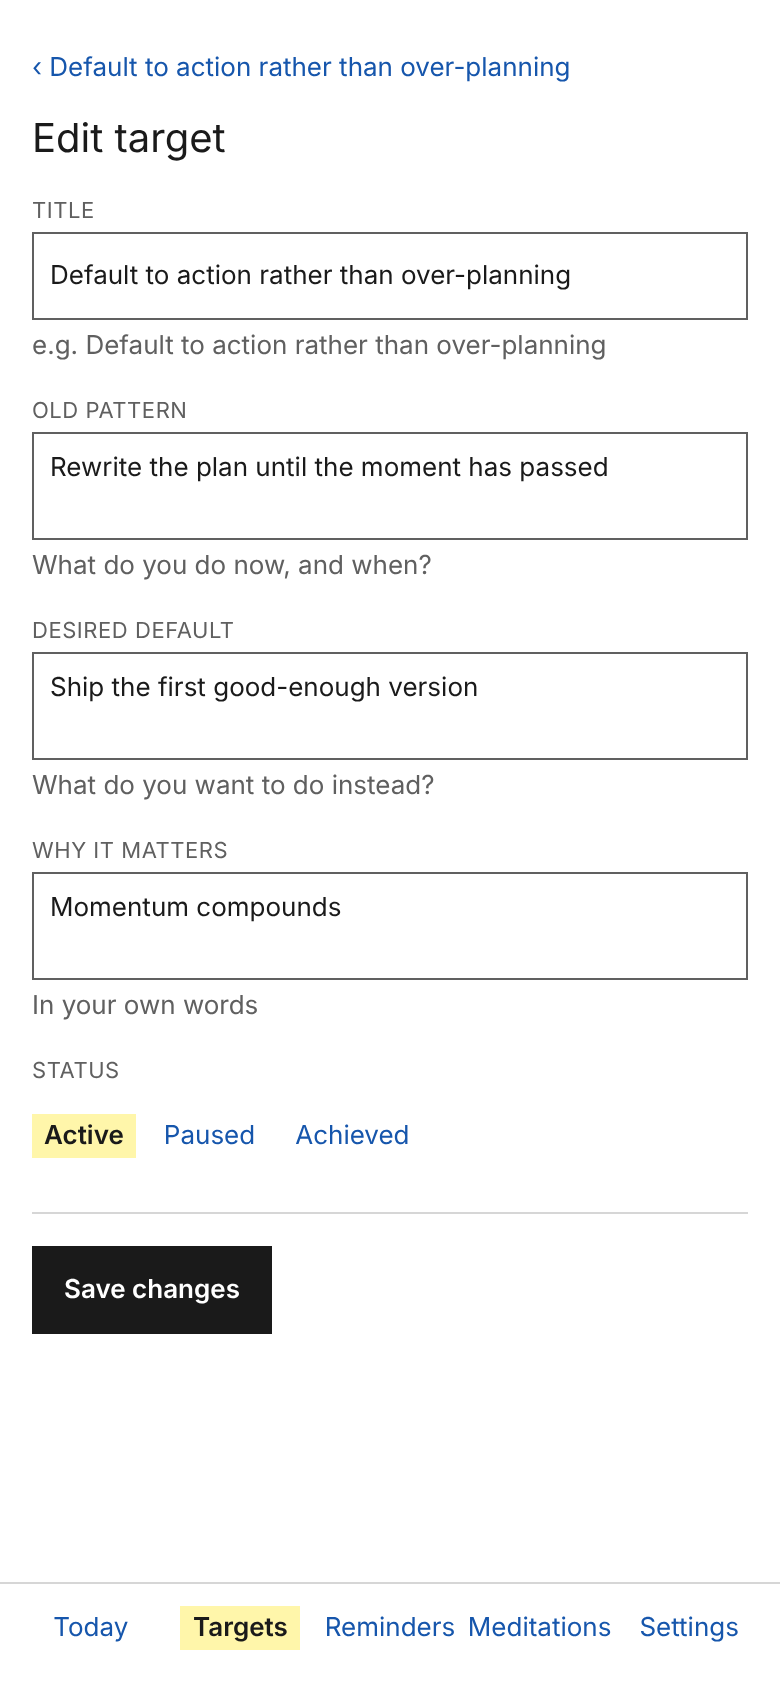 ‹ Default to action rather than over-planning
Edit target
TITLE
Default to action rather than over-planning
e.g. Default to action rather than over-planning
OLD PATTERN
Rewrite the plan until the moment has passed
What do you do now, and when?
DESIRED DEFAULT
Ship the first good-enough version
What do you want to do instead?
WHY IT MATTERS
Momentum compounds
In your own words
STATUS
Active Paused Achieved
Save changes
Today Targets Reminders Meditations Settings